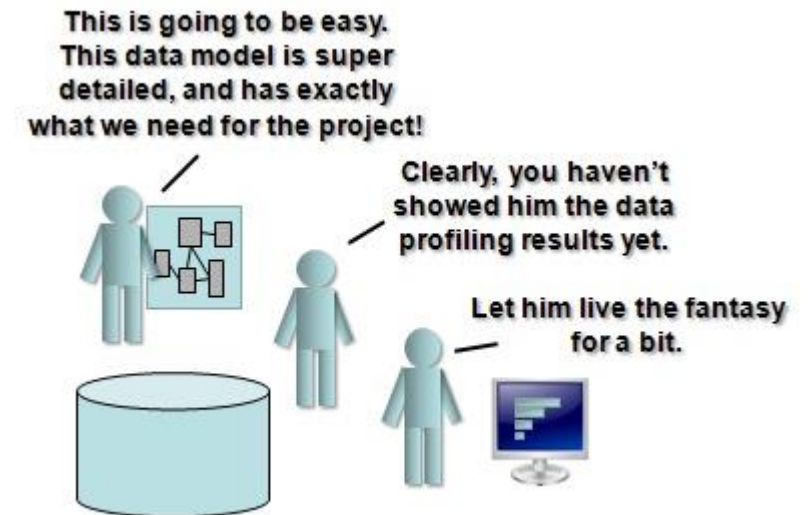 This is going to be easy.
This data model is super
detailed, and has exactly
what we need for the project!
Clearly, you haven't
showed him the data
profiling results yet.
Let him live the fantasy
for a bit.